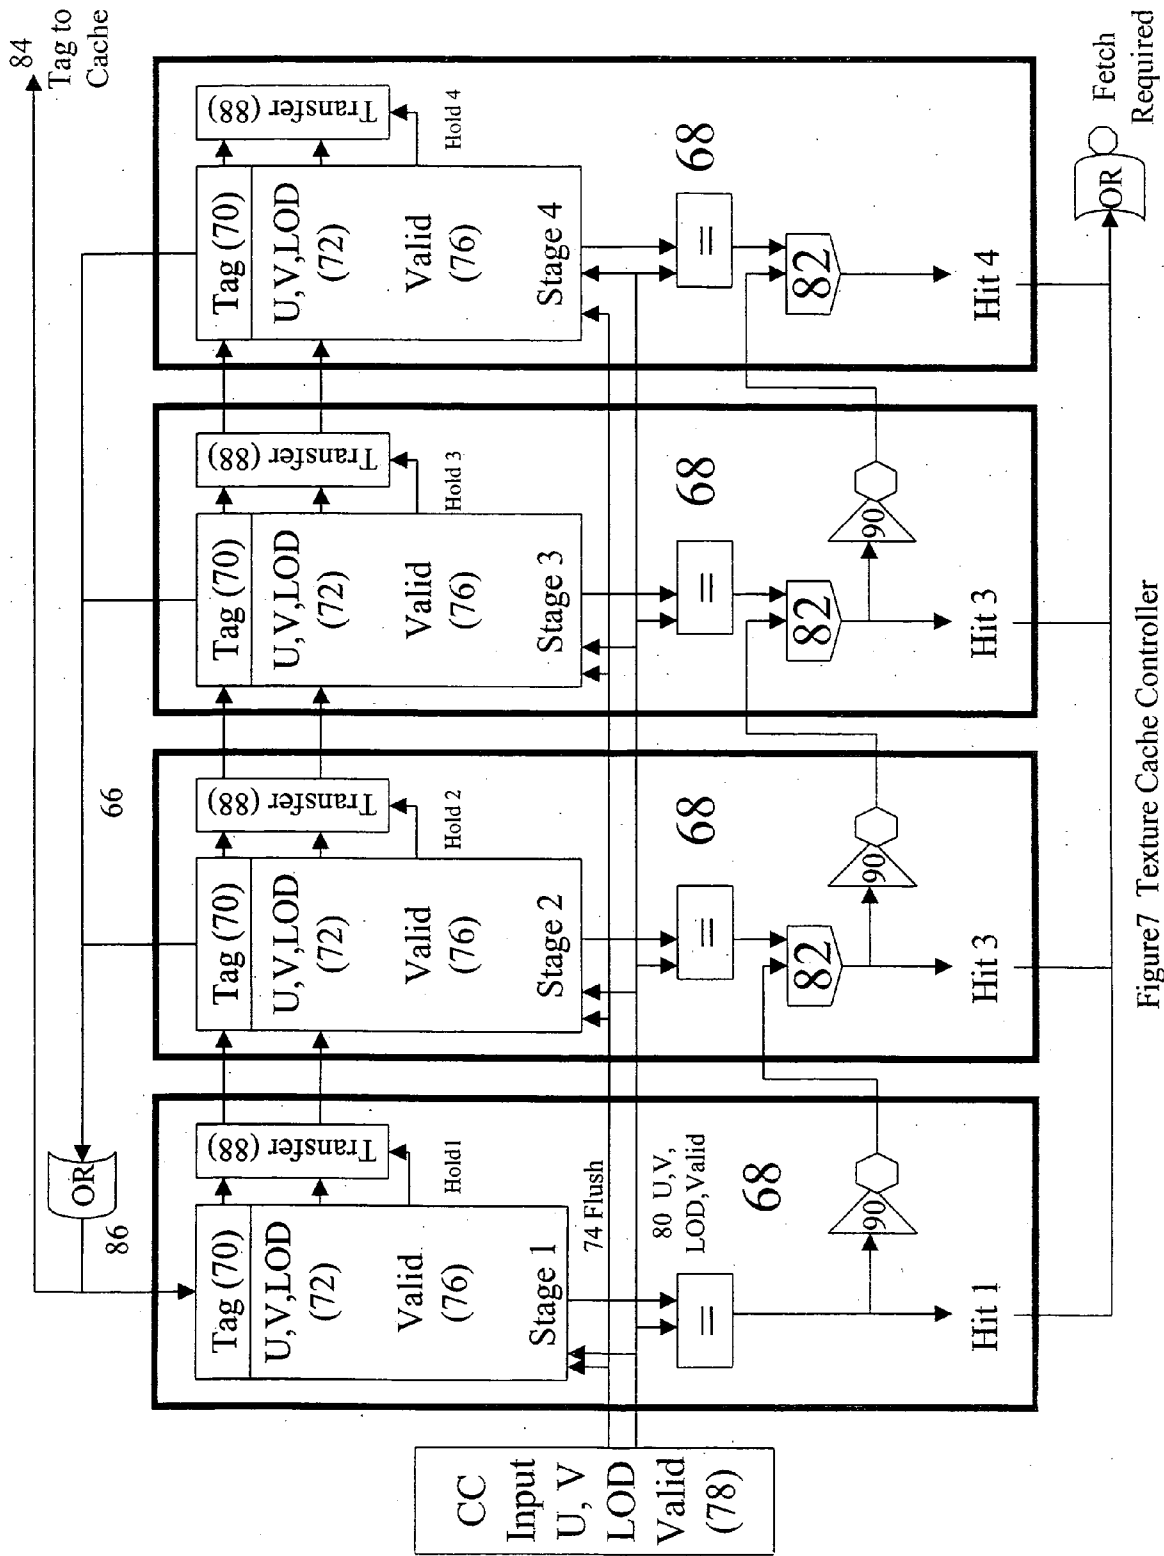 84
Tag to
Cache
66
OR
86
CC
Input
U, V
LOD
Valid
(78)
Tag (70)
U,V,LOD
(72)
Valid
(76)
Stage 1
Transfer (88)
Hold1
74 Flush
80 U,V,
LOD,Valid
=
68
90
Hit 1
Tag (70)
U,V,LOD
(72)
Valid
(76)
Stage 2
Transfer (88)
Hold 2
=
68
82
90
Hit 3
Tag (70)
U,V,LOD
(72)
Valid
(76)
Stage 3
Transfer (88)
Hold 3
=
68
82
90
Hit 3
Tag (70)
U,V,LOD
(72)
Valid
(76)
Stage 4
Transfer (88)
Hold 4
=
68
82
Hit 4
OR
Fetch
Required
Figure7 Texture Cache Controller